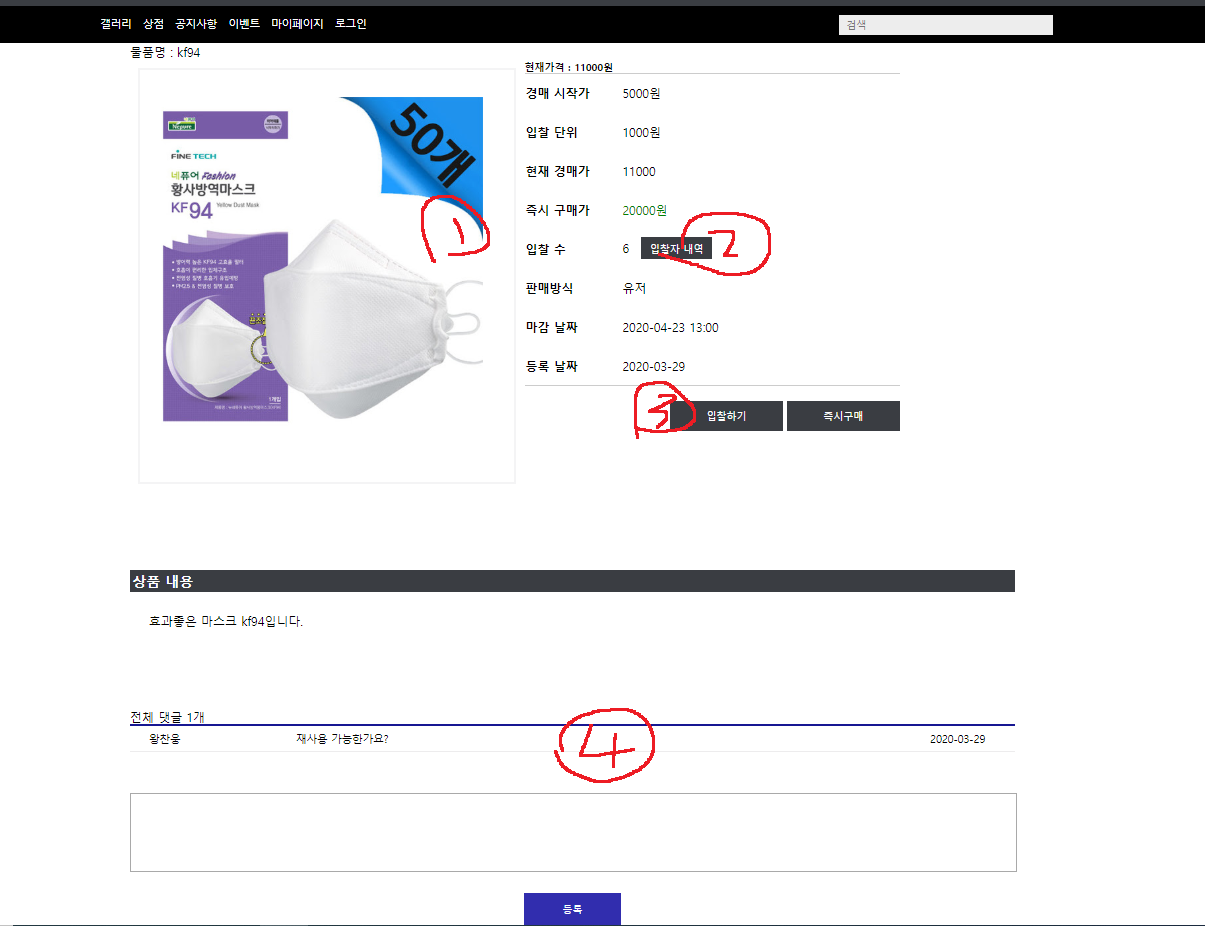 갤러리 상점 공지사항 이벤트 마이페이지 로그인 검색
물품명 : kf94
50개
Nepure
FINE TECH
네퓨어 Fashion
황사방역마스크
KF94 Yellow Dust Mask
1
현재가격 : 11000원
경매 시작가 5000원
입찰 단위 1000원
현재 경매가 11000
즉시 구매가 20000원
입찰 수 6 입찰자 내역 2
판매방식 유저
마감 날짜 2020-04-23 13:00
등록 날짜 2020-03-29
3 입찰하기 즉시구매
상품 내용
효과좋은 마스크 kf94입니다.
전체 댓글 1개
왕찬웅 재사용 가능한가요? 2020-03-29
4
등록